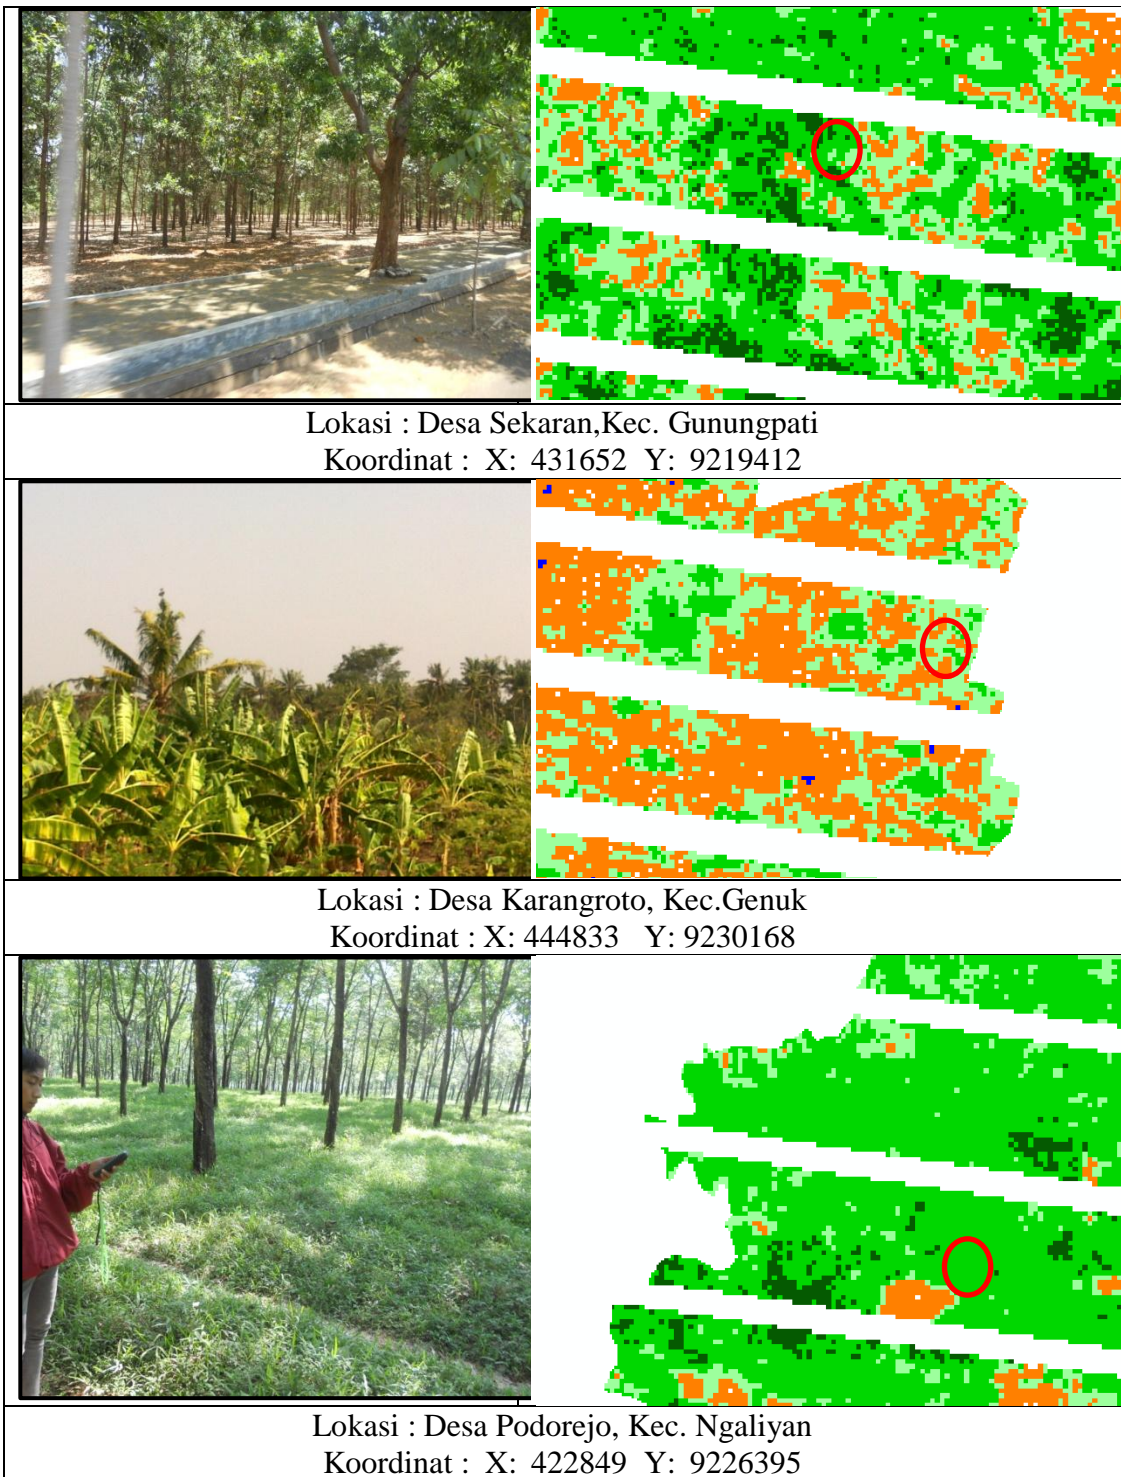 Lokasi : Desa Sekaran,Kec. Gunungpati
Koordinat : X: 431652 Y: 9219412
Lokasi : Desa Karangroto, Kec.Genuk
Koordinat : X: 444833 Y: 9230168
Lokasi : Desa Podorejo, Kec. Ngaliyan
Koordinat : X: 422849 Y: 9226395